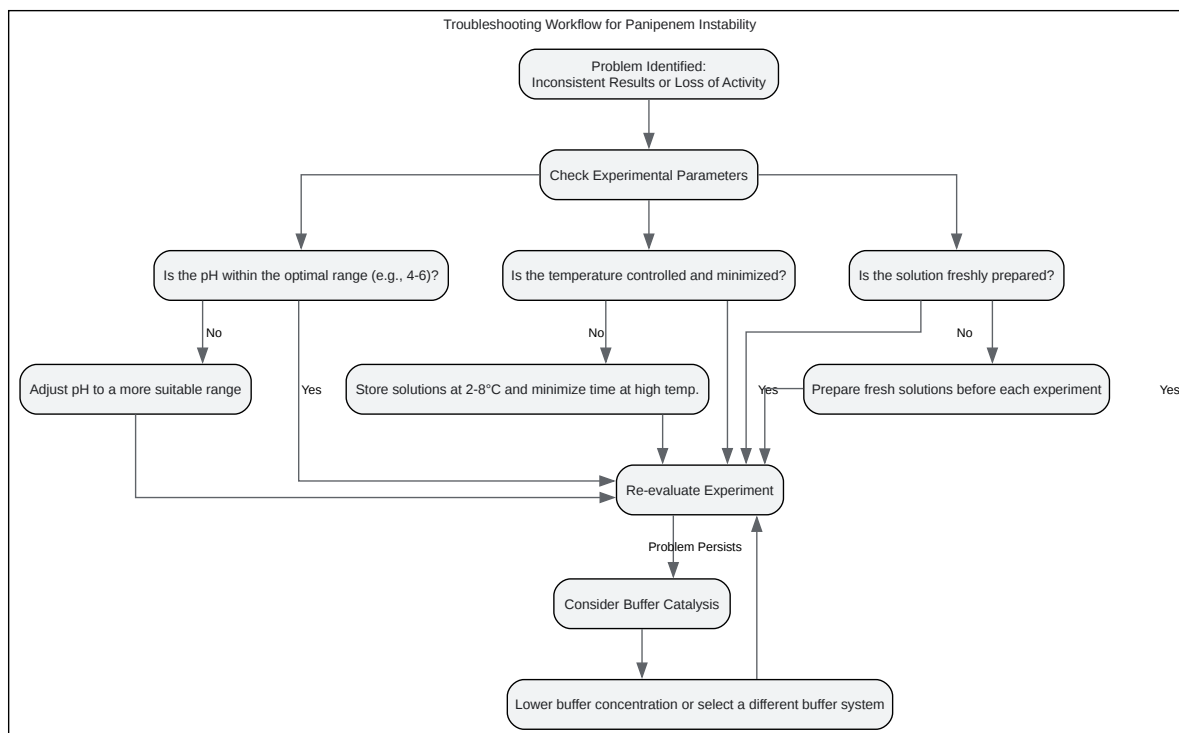 Troubleshooting Workflow for Panipenem Instability
Problem Identified:
Inconsistent Results or Loss of Activity
Check Experimental Parameters
Is the pH within the optimal range (e.g., 4-6)?
Is the temperature controlled and minimized?
Is the solution freshly prepared?
No
No
No
Adjust pH to a more suitable range
Yes
Store solutions at 2-8°C and minimize time at high temp.
Yes
Prepare fresh solutions before each experiment
Yes
Re-evaluate Experiment
Problem Persists
Consider Buffer Catalysis
Lower buffer concentration or select a different buffer system